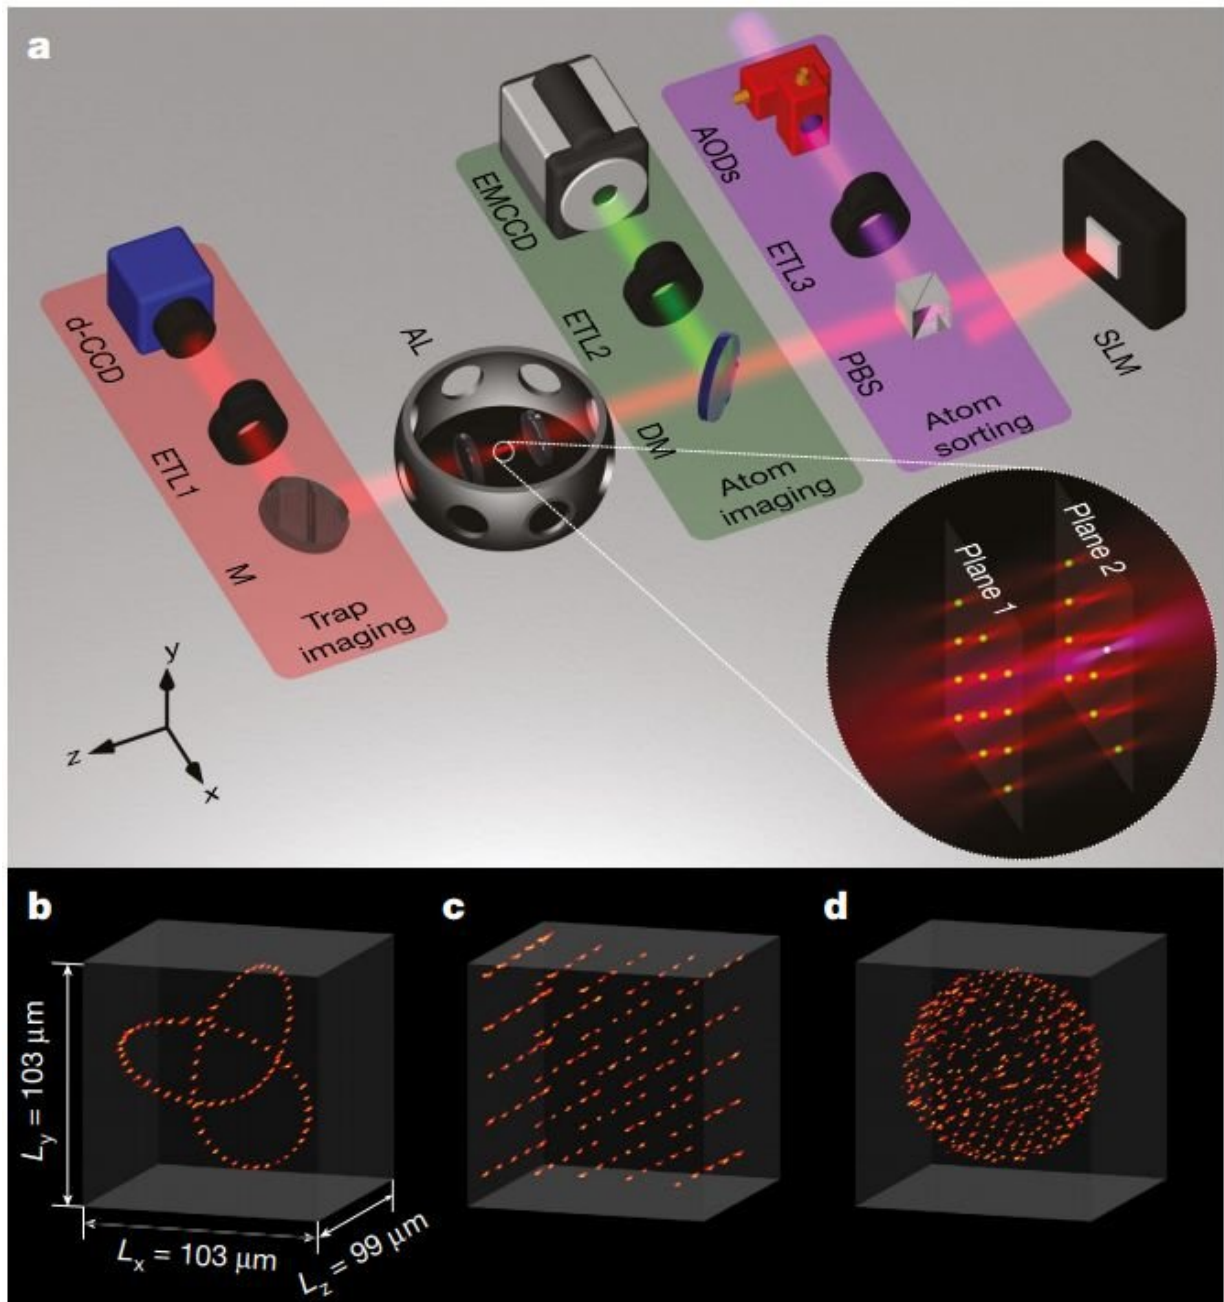 a
d-CCD
ETL1
M
Trap
imaging
AL
EMCCD
ETL2
DM
Atom
imaging
AODs
ETL3
PBS
Atom
sorting
SLM
Plane 1
Plane 2
y
z
x
b
c
d
Ly = 103 μm
Lx = 103 μm
Lz = 99 μm